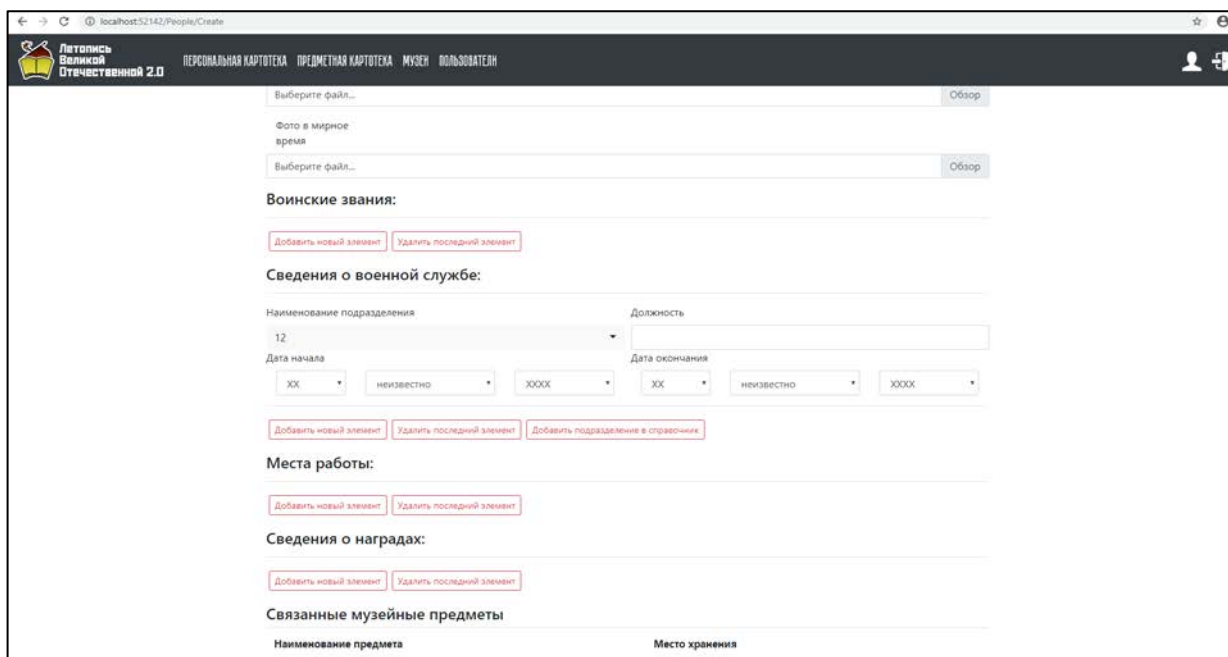 localhost:52142/People/Create
Летопись
Великой
Отечественной 2.0
ПЕРСОНАЛЬНАЯ КАРТОТЕКА ПРЕДМЕТНАЯ КАРТОТЕКА МУЗЕИ ПОЛЬЗОВАТЕЛИ
Выберите файл... Обзор
Фото в мирное
время
Выберите файл... Обзор
Воинские звания:
Добавить новый элемент Удалить последний элемент
Сведения о военной службе:
Наименование подразделения Должность
12
Дата начала Дата окончания
XX неизвестно XXXX XX неизвестно XXXX
Добавить новый элемент Удалить последний элемент Добавить подразделение в справочник
Места работы:
Добавить новый элемент Удалить последний элемент
Сведения о наградах:
Добавить новый элемент Удалить последний элемент
Связанные музейные предметы
Наименование предмета Место хранения